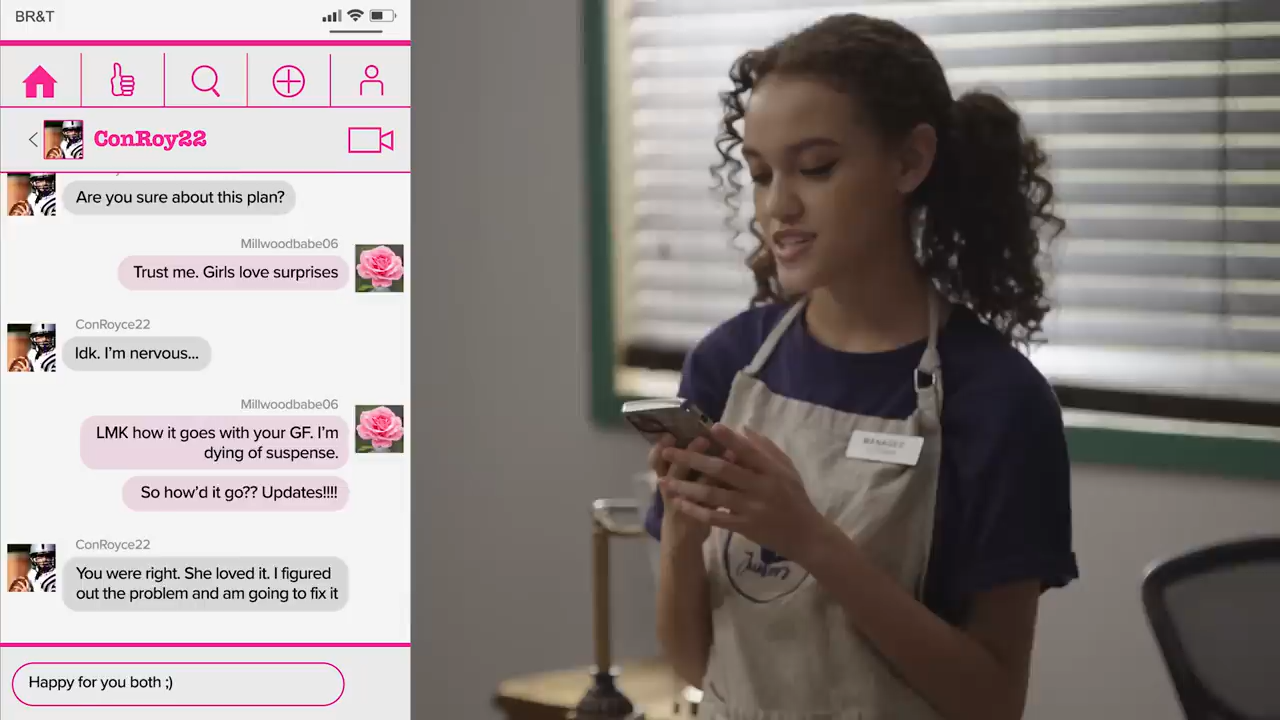 BR&T
ConRoy22
Are you sure about this plan?
Millwoodbabe06
Trust me. Girls love surprises
ConRoyce22
Idk. I'm nervous...
Millwoodbabe06
LMK how it goes with your GF. I'm
dying of suspense.
So how'd it go?? Updates!!!!
ConRoyce22
You were right. She loved it. I figured
out the problem and am going to fix it
Happy for you both ;)
MANAGER